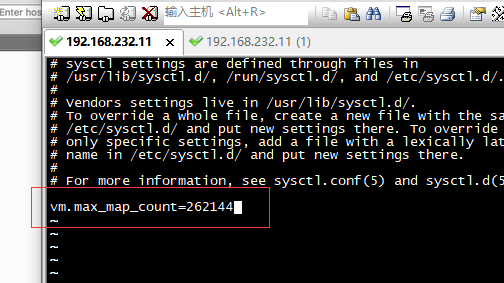 Enter host
输入主机 <Alt+R>
192.168.232.11
192.168.232.11 (1)
# sysctl settings are defined through files in
# /usr/lib/sysctl.d/, /run/sysctl.d/, and /etc/sysctl.d/.
#
# Vendors settings live in /usr/lib/sysctl.d/.
# To override a whole file, create a new file with the sa
# /etc/sysctl.d/ and put new settings there. To override
# only specific settings, add a file with a lexically lat
# name in /etc/sysctl.d/ and put new settings there.
#
# For more information, see sysctl.conf(5) and sysctl.d(5
vm.max_map_count=262144
~
~
~
~
~